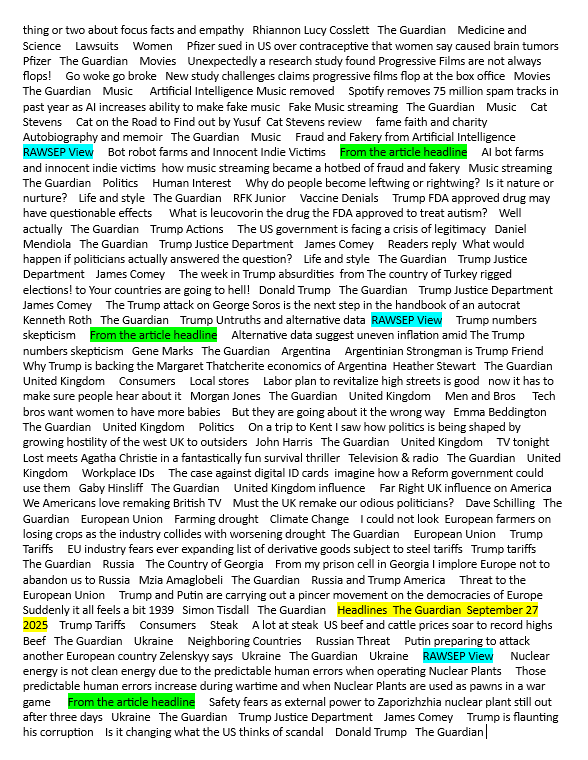 thing or two about focus facts and empathy   Rhiannon Lucy Cosslett   The Guardian    Medicine and
Science    Lawsuits    Women    Pfizer sued in US over contraceptive that women say caused brain tumors
Pfizer   The Guardian    Movies    Unexpectedly a research study found Progressive Films are not always
flops!    Go woke go broke   New study challenges claims progressive films flop at the box office   Movies
The Guardian    Music     Artificial Intelligence Music removed    Spotify removes 75 million spam tracks in
past year as AI increases ability to make fake music   Fake Music streaming   The Guardian    Music    Cat
Stevens    Cat on the Road to Find out by Yusuf  Cat Stevens review    fame faith and charity
Autobiography and memoir   The Guardian    Music    Fraud and Fakery from Artificial Intelligence
RAWSEP View    Bot robot farms and Innocent Indie Victims    From the article headline    AI bot farms
and innocent indie victims  how music streaming became a hotbed of fraud and fakery   Music streaming
The Guardian    Politics    Human Interest    Why do people become leftwing or rightwing?  Is it nature or
nurture?   Life and style   The Guardian    RFK Junior    Vaccine Denials    Trump FDA approved drug may
have questionable effects     What is leucovorin the drug the FDA approved to treat autism?   Well
actually   The Guardian    Trump Actions    The US government is facing a crisis of legitimacy   Daniel
Mendiola   The Guardian    Trump Justice Department    James Comey    Readers reply  What would
happen if politicians actually answered the question?   Life and style   The Guardian    Trump Justice
Department    James Comey    The week in Trump absurdities  from The country of Turkey rigged
elections! to Your countries are going to hell!   Donald Trump   The Guardian    Trump Justice Department
James Comey    The Trump attack on George Soros is the next step in the handbook of an autocrat
Kenneth Roth   The Guardian    Trump Untruths and alternative data  RAWSEP View    Trump numbers
skepticism    From the article headline    Alternative data suggest uneven inflation amid The Trump
numbers skepticism   Gene Marks   The Guardian    Argentina    Argentinian Strongman is Trump Friend
Why Trump is backing the Margaret Thatcherite economics of Argentina  Heather Stewart   The Guardian
United Kingdom    Consumers    Local stores    Labor plan to revitalize high streets is good   now it has to
make sure people hear about it   Morgan Jones   The Guardian    United Kingdom    Men and Bros    Tech
bros want women to have more babies    But they are going about it the wrong way   Emma Beddington
The Guardian    United Kingdom    Politics    On a trip to Kent I saw how politics is being shaped by
growing hostility of the west UK to outsiders   John Harris   The Guardian    United Kingdom    TV tonight
Lost meets Agatha Christie in a fantastically fun survival thriller   Television & radio   The Guardian    United
Kingdom    Workplace IDs    The case against digital ID cards  imagine how a Reform government could
use them   Gaby Hinsliff   The Guardian    United Kingdom influence    Far Right UK influence on America
We Americans love remaking British TV    Must the UK remake our odious politicians?   Dave Schilling   The
Guardian    European Union    Farming drought    Climate Change    I could not look  European farmers on
losing crops as the industry collides with worsening drought   The Guardian    European Union    Trump
Tariffs    EU industry fears ever expanding list of derivative goods subject to steel tariffs   Trump tariffs
The Guardian    Russia    The Country of Georgia    From my prison cell in Georgia I implore Europe not to
abandon us to Russia   Mzia Amaglobeli   The Guardian    Russia and Trump America    Threat to the
European Union    Trump and Putin are carrying out a pincer movement on the democracies of Europe
Suddenly it all feels a bit 1939   Simon Tisdall   The Guardian    Headlines  The Guardian  September 27
2025    Trump Tariffs    Consumers    Steak    A lot at steak  US beef and cattle prices soar to record highs
Beef   The Guardian    Ukraine    Neighboring Countries    Russian Threat    Putin preparing to attack
another European country Zelenskyy says   Ukraine   The Guardian    Ukraine    RAWSEP View    Nuclear
energy is not clean energy due to the predictable human errors when operating Nuclear Plants    Those
predictable human errors increase during wartime and when Nuclear Plants are used as pawns in a war
game    From the article headline    Safety fears as external power to Zaporizhzhia nuclear plant still out
after three days   Ukraine   The Guardian    Trump Justice Department    James Comey    Trump is flaunting
his corruption    Is it changing what the US thinks of scandal    Donald Trump   The Guardian